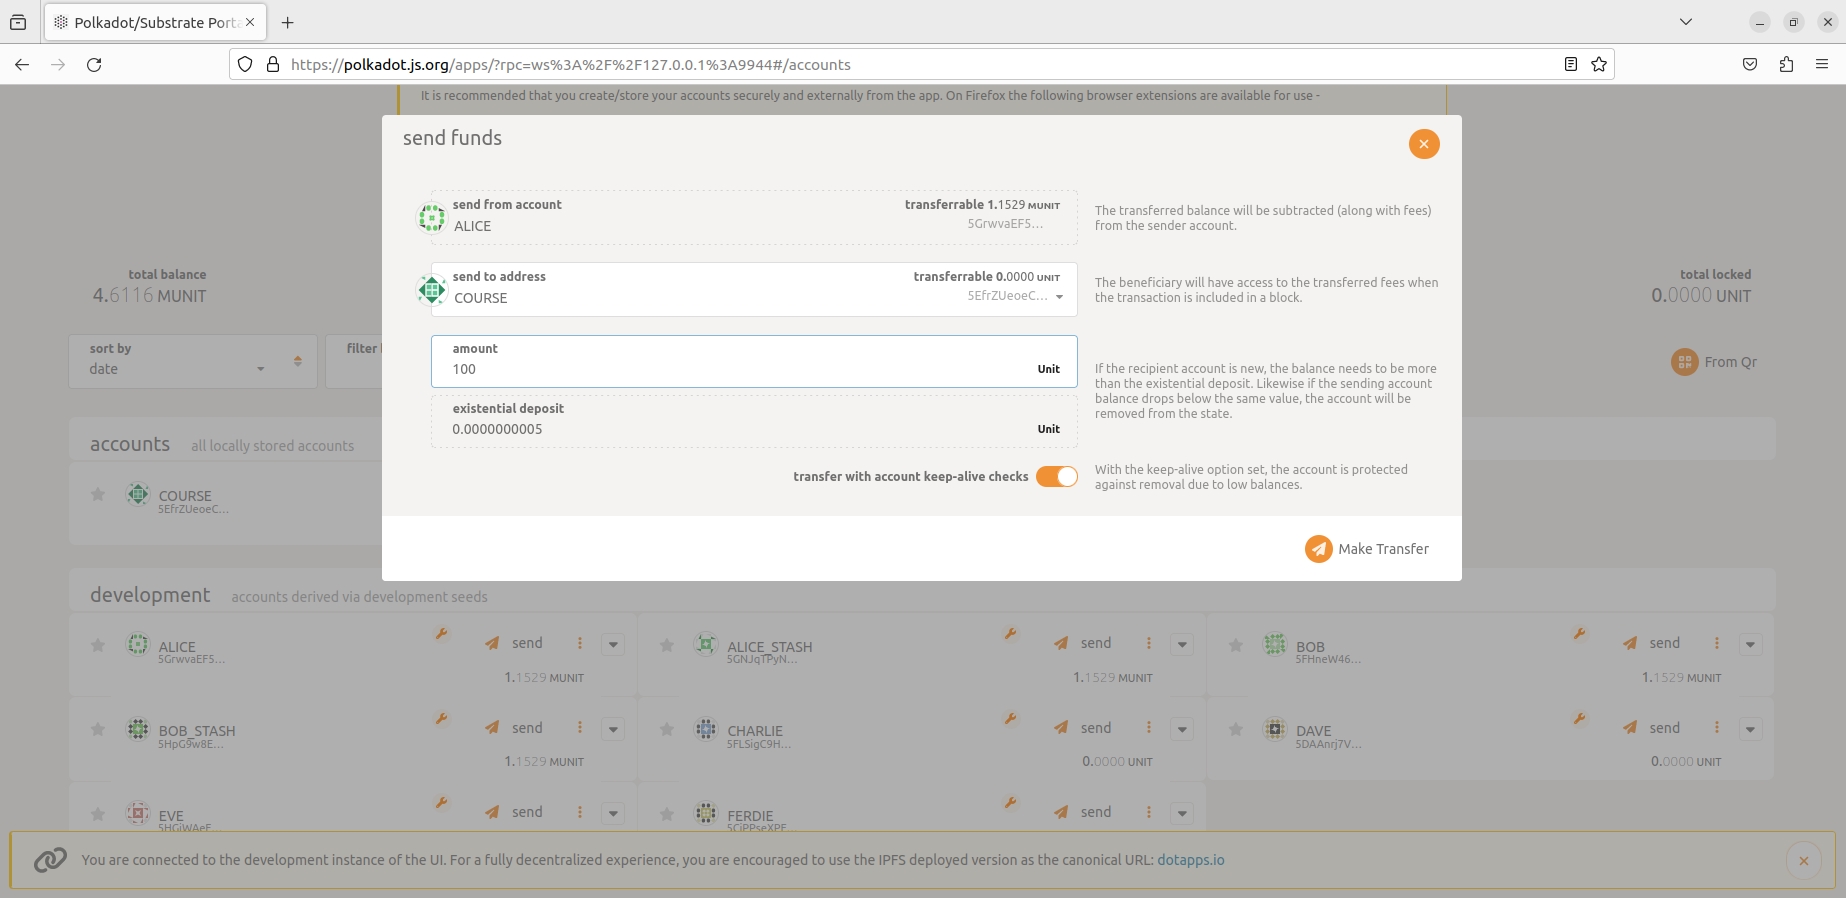 Polkadot/Substrate Porta
https://polkadot.js.org/apps/?rpc=ws%3A%2F%2F127.0.0.1%3A9944#/accounts
It is recommended that you create/store your accounts securely and externally from the app. On Firefox the following browser extensions are available for use -
send funds
send from account
transferrable 1.1529 MUNIT
ALICE
5GrwvaEF5...
The transferred balance will be subtracted (along with fees)
from the sender account.
send to address
transferrable 0.0000 UNIT
COURSE
5EfrZUeoeC...
The beneficiary will have access to the transferred fees when
the transaction is included in a block.
total balance
4.6116 MUNIT
total locked
0.0000 UNIT
amount
100
Unit
If the recipient account is new, the balance needs to be more
than the existential deposit. Likewise if the sending account
balance drops below the same value, the account will be
removed from the state.
existential deposit
0.0000000005
Unit
transfer with account keep-alive checks
With the keep-alive option set, the account is protected
against removal due to low balances.
Make Transfer
sort by
date
filter
From Qr
accounts all locally stored accounts
COURSE
5EfrZUeoeC...
development accounts derived via development seeds
ALICE
5GrwvaEF5...
send
1.1529 MUNIT
ALICE_STASH
5GNJqTPyN...
send
1.1529 MUNIT
BOB
5FHneW46...
send
1.1529 MUNIT
BOB_STASH
5HpG9w8E...
send
1.1529 MUNIT
CHARLIE
5FLSigC9H...
send
0.0000 UNIT
DAVE
5DAAnrj7V...
send
0.0000 UNIT
EVE
5HGjWAeF...
send
FERDIE
5CiPPseXPE...
send
You are connected to the development instance of the UI. For a fully decentralized experience, you are encouraged to use the IPFS deployed version as the canonical URL: dotapps.io